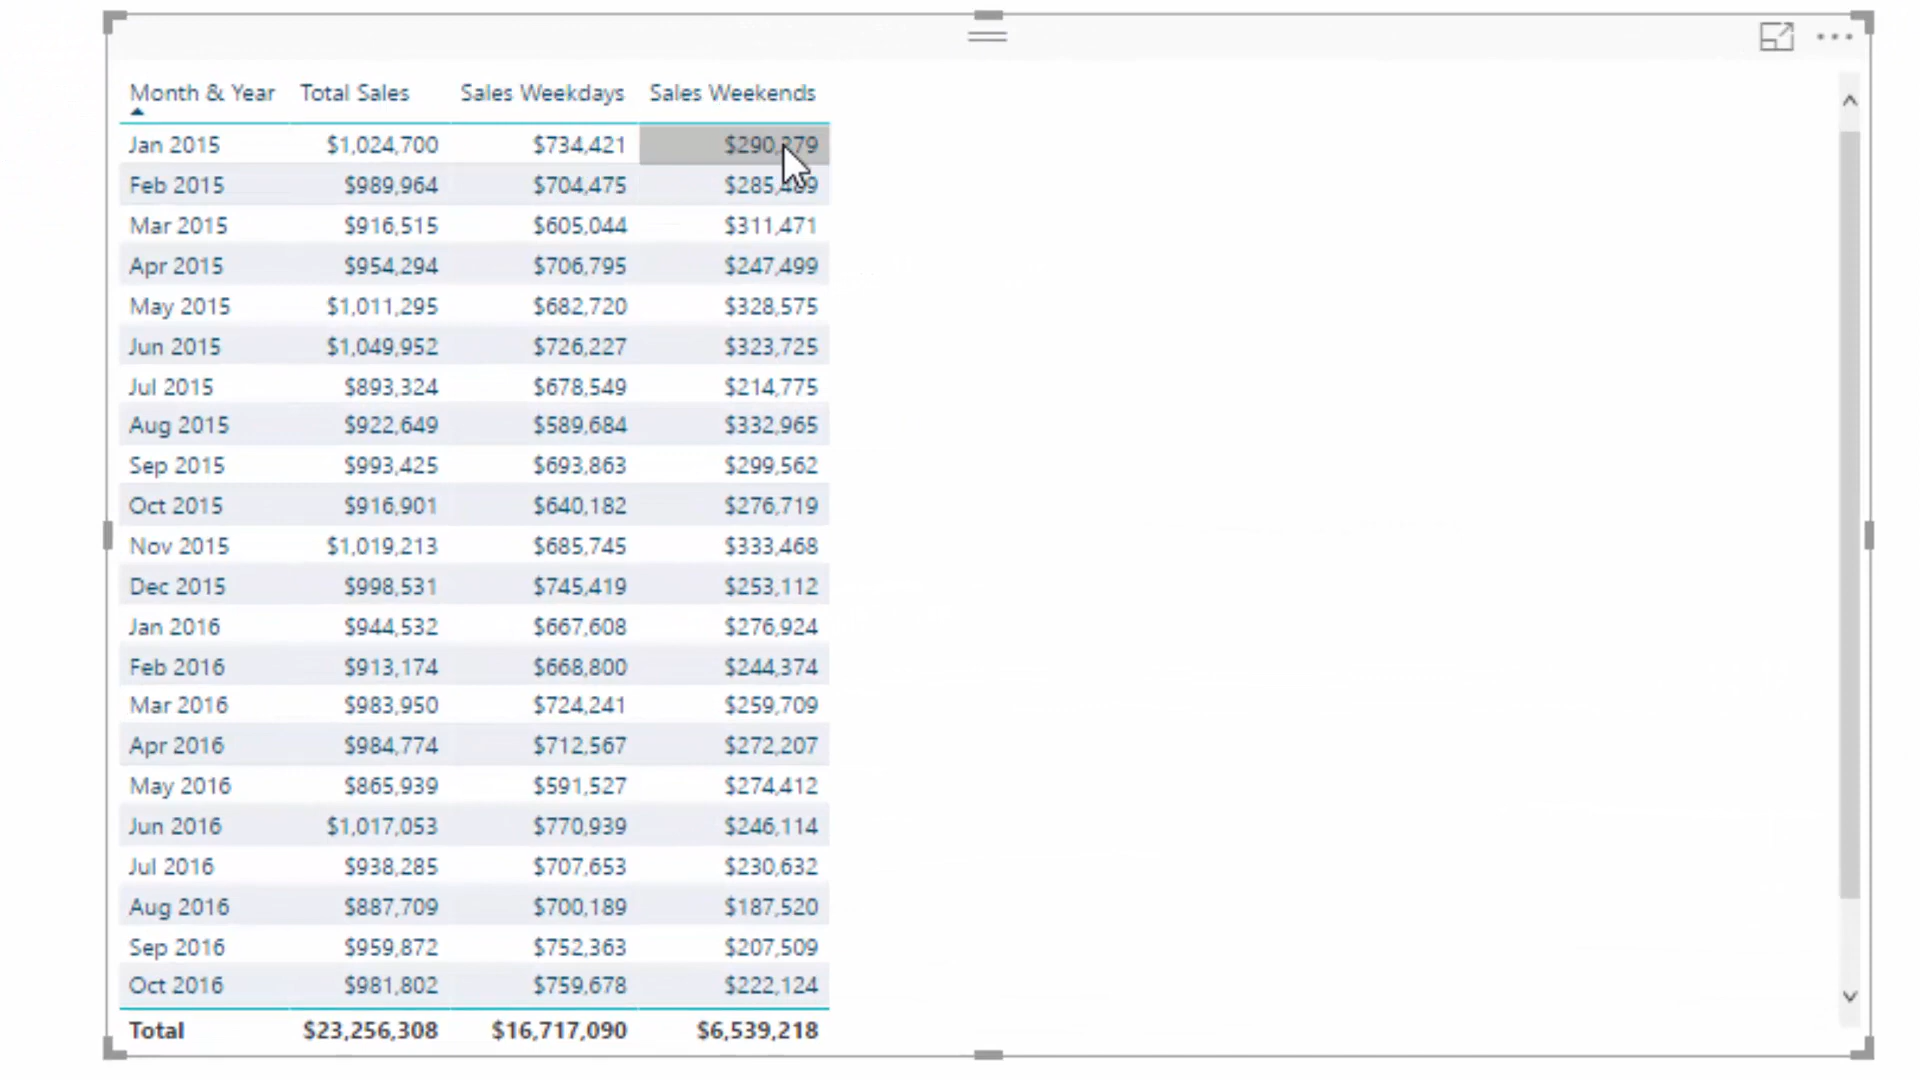 Month & Year Total Sales Sales Weekdays Sales Weekends
Jan 2015 $1,024,700 $734,421 $290,279
Feb 2015 $989,964 $704,475 $285,489
Mar 2015 $916,515 $605,044 $311,471
Apr 2015 $954,294 $706,795 $247,499
May 2015 $1,011,295 $682,720 $328,575
Jun 2015 $1,049,952 $726,227 $323,725
Jul 2015 $893,324 $678,549 $214,775
Aug 2015 $922,649 $589,684 $332,965
Sep 2015 $993,425 $693,863 $299,562
Oct 2015 $916,901 $640,182 $276,719
Nov 2015 $1,019,213 $685,745 $333,468
Dec 2015 $998,531 $745,419 $253,112
Jan 2016 $944,532 $667,608 $276,924
Feb 2016 $913,174 $668,800 $244,374
Mar 2016 $983,950 $724,241 $259,709
Apr 2016 $984,774 $712,567 $272,207
May 2016 $865,939 $591,527 $274,412
Jun 2016 $1,017,053 $770,939 $246,114
Jul 2016 $938,285 $707,653 $230,632
Aug 2016 $887,709 $700,189 $187,520
Sep 2016 $959,872 $752,363 $207,509
Oct 2016 $981,802 $759,678 $222,124
Total $23,256,308 $16,717,090 $6,539,218